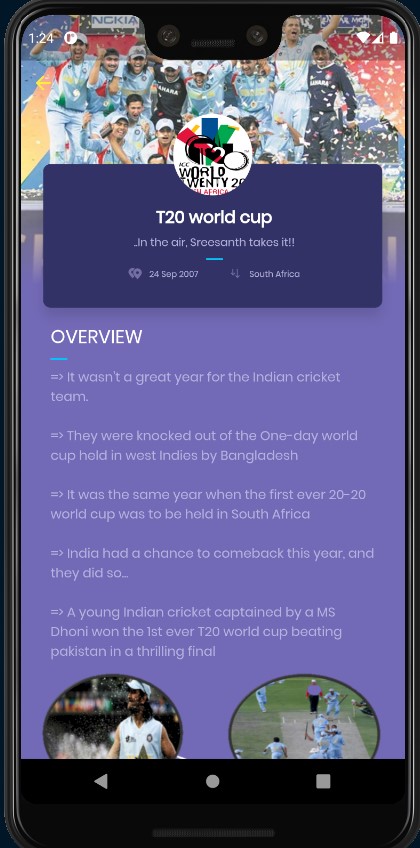 NOKIA
1:24
SAHARA
SAHARA
ICC
WORLD
TWENTY 20
T20 world cup
..In the air, Sreesanth takes it!!
24 Sep 2007
South Africa
OVERVIEW
=> It wasn't a great year for the Indian cricket
team.
=> They were knocked out of the One-day world
cup held in west Indies by Bangladesh
=> It was the same year when the first ever 20-20
world cup was to be held in South Africa
=> India had a chance to comeback this year, and
they did so...
=> A young Indian cricket captained by a MS
Dhoni won the 1st ever T20 world cup beating
pakistan in a thrilling final